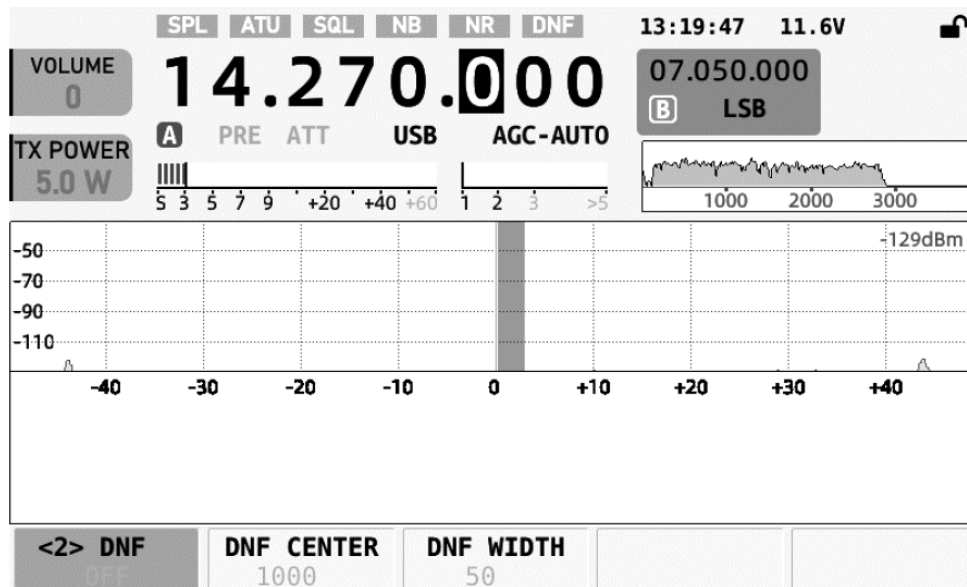 SPL ATU SQL NB NR DNF 13:19:47 11.6V
VOLUME
0
14.270.000
07.050.000
B LSB
A PRE ATT USB AGC-AUTO
TX POWER
5.0 W
S 3 5 7 9 +20 +40 +60
1 2 3 >5
1000 2000 3000
-129dBm
-50
-70
-90
-110
-40 -30 -20 -10 0 +10 +20 +30 +40
<2> DNF
OFF
DNF CENTER
1000
DNF WIDTH
50